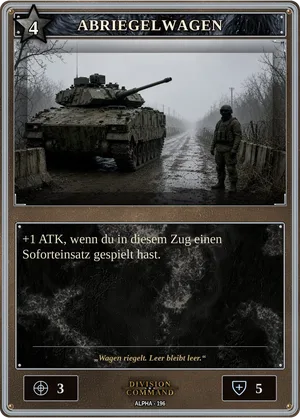 4
ABRIEGELWAGEN
+1 ATK, wenn du in diesem Zug einen
Soforteinsatz gespielt hast.
„Wagen riegelt. Leer bleibt leer.“
3
DIVISION
COMMAND
ALPHA - 196
5